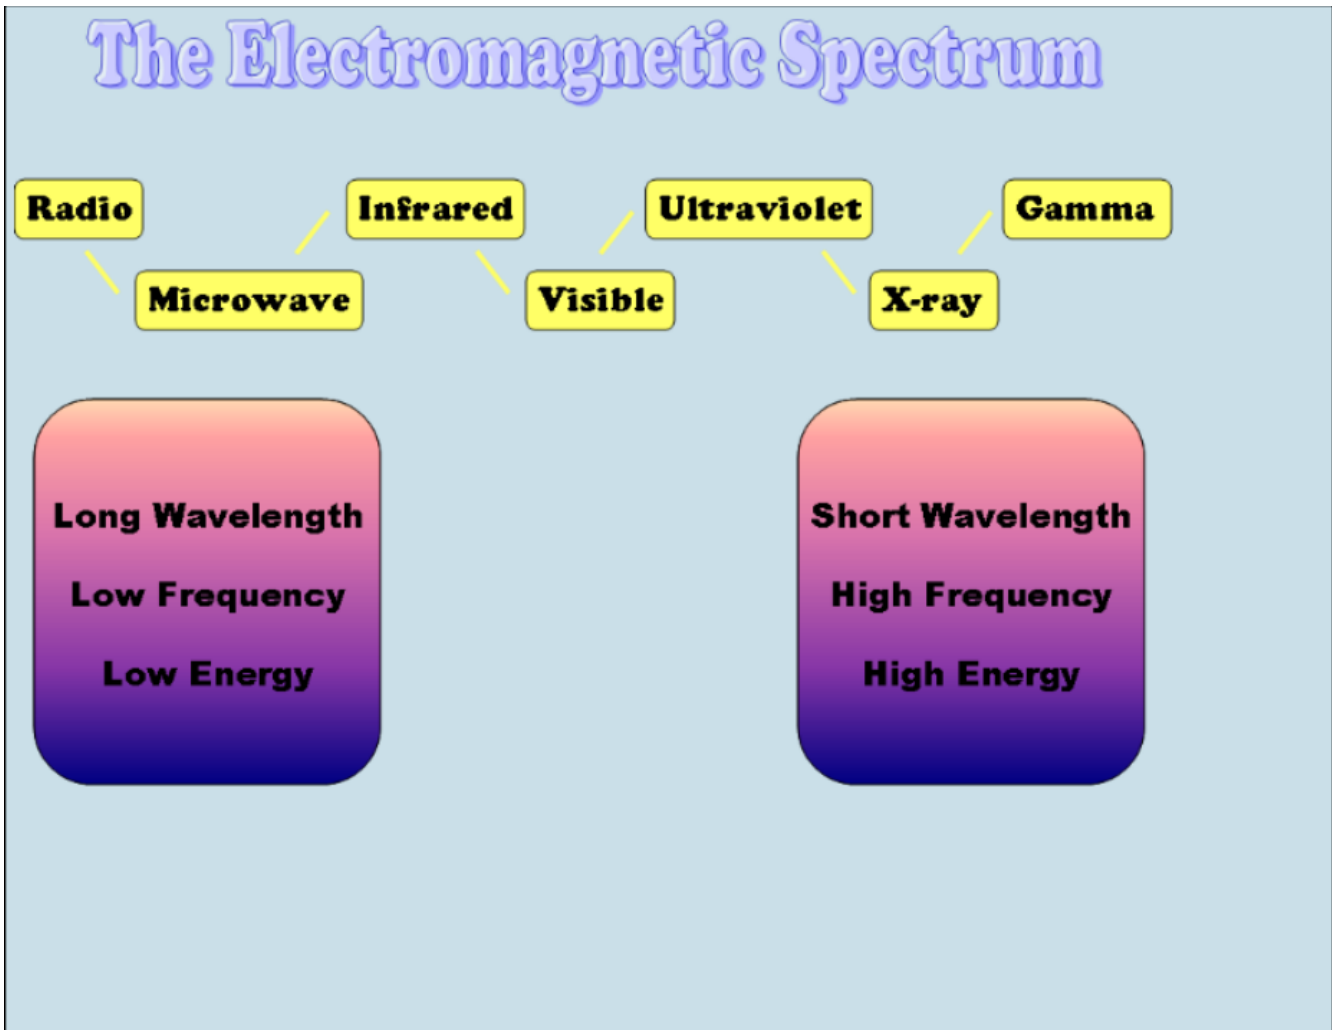 The Electromagnetic Spectrum
Radio
Microwave
Infrared
Visible
Ultraviolet
X-ray
Gamma
Long Wavelength
Low Frequency
Low Energy
Short Wavelength
High Frequency
High Energy